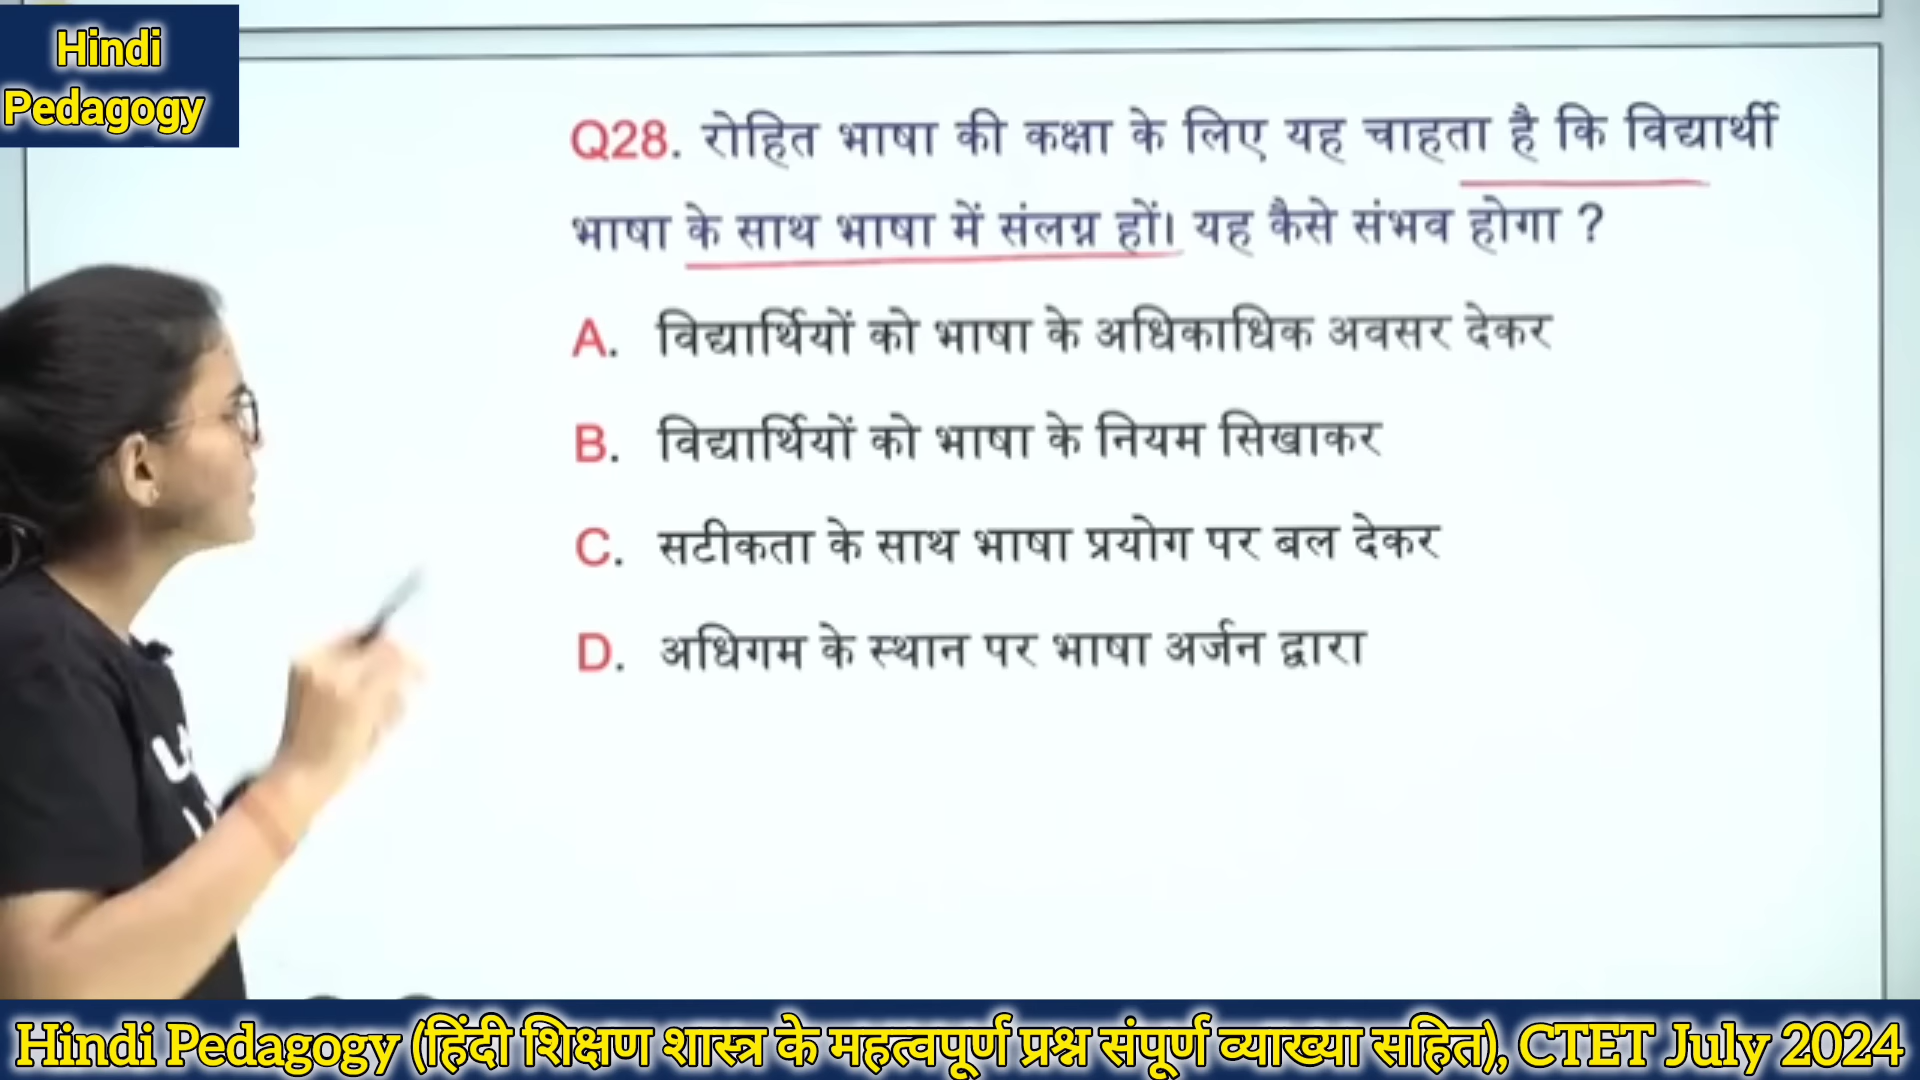 Hindi
Pedagogy
Q28. रोहित भाषा की कक्षा के लिए यह चाहता है कि विद्यार्थी
भाषा के साथ भाषा में संलग्न हों। यह कैसे संभव होगा ?
A. विद्यार्थियों को भाषा के अधिकाधिक अवसर देकर
B. विद्यार्थियों को भाषा के नियम सिखाकर
C. सटीकता के साथ भाषा प्रयोग पर बल देकर
D. अधिगम के स्थान पर भाषा अर्जन द्वारा
Hindi Pedagogy (हिंदी शिक्षण शास्त्र के महत्वपूर्ण प्रश्न संपूर्ण व्याख्या सहित), CTET July 2024